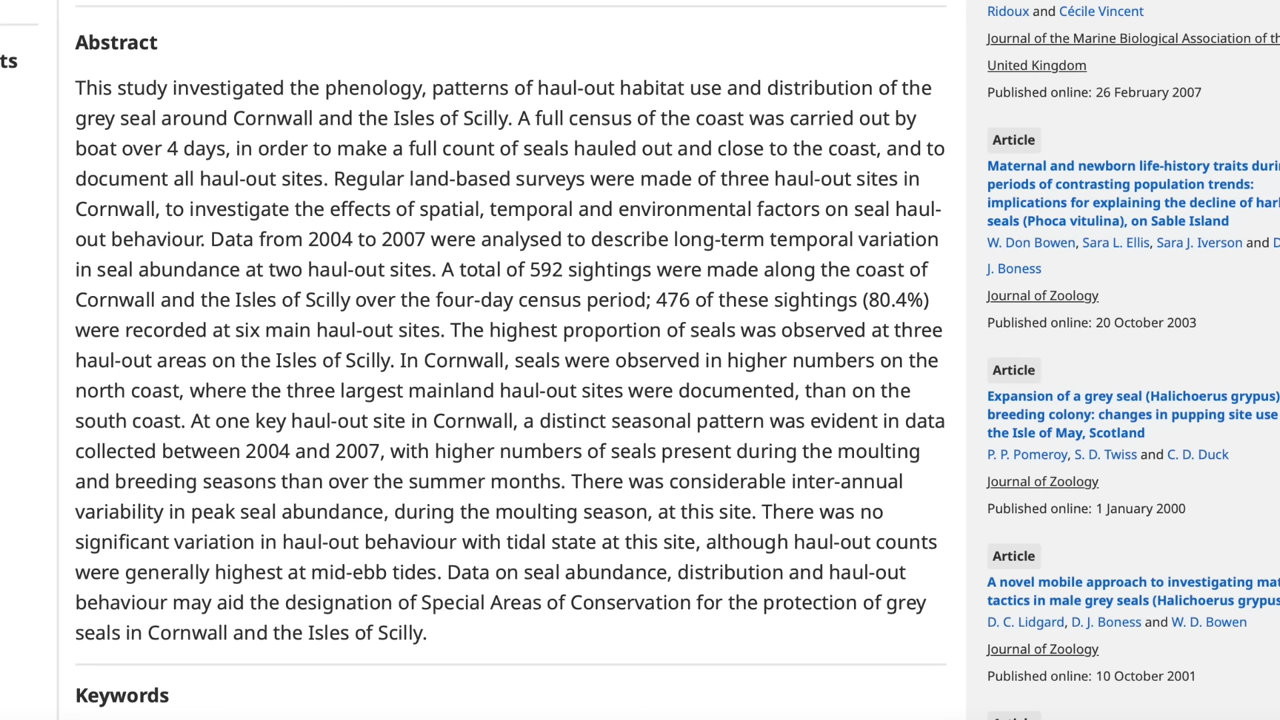 ts
Abstract
This study investigated the phenology, patterns of haul-out habitat use and distribution of the
grey seal around Cornwall and the Isles of Scilly. A full census of the coast was carried out by
boat over 4 days, in order to make a full count of seals hauled out and close to the coast, and to
document all haul-out sites. Regular land-based surveys were made of three haul-out sites in
Cornwall, to investigate the effects of spatial, temporal and environmental factors on seal haul-
out behaviour. Data from 2004 to 2007 were analysed to describe long-term temporal variation
in seal abundance at two haul-out sites. A total of 592 sightings were made along the coast of
Cornwall and the Isles of Scilly over the four-day census period; 476 of these sightings (80.4%)
were recorded at six main haul-out sites. The highest proportion of seals was observed at three
haul-out areas on the Isles of Scilly. In Cornwall, seals were observed in higher numbers on the
north coast, where the three largest mainland haul-out sites were documented, than on the
south coast. At one key haul-out site in Cornwall, a distinct seasonal pattern was evident in data
collected between 2004 and 2007, with higher numbers of seals present during the moulting
and breeding seasons than over the summer months. There was considerable inter-annual
variability in peak seal abundance, during the moulting season, at this site. There was no
significant variation in haul-out behaviour with tidal state at this site, although haul-out counts
were generally highest at mid-ebb tides. Data on seal abundance, distribution and haul-out
behaviour may aid the designation of Special Areas of Conservation for the protection of grey
seals in Cornwall and the Isles of Scilly.
Keywords
Ridoux and Cécile Vincent
Journal of the Marine Biological Association of th
United Kingdom
Published online: 26 February 2007
Article
Maternal and newborn life-history traits durin
periods of contrasting population trends:
implications for explaining the decline of harl
seals (Phoca vitulina), on Sable Island
W. Don Bowen, Sara L. Ellis, Sara J. Iverson and D
J. Boness
Journal of Zoology
Published online: 20 October 2003
Article
Expansion of a grey seal (Halichoerus grypus)
breeding colony: changes in pupping site use
the Isle of May, Scotland
P. P. Pomeroy, S. D. Twiss and C. D. Duck
Journal of Zoology
Published online: 1 January 2000
Article
A novel mobile approach to investigating mat
tactics in male grey seals (Halichoerus grypus
D. C. Lidgard, D. J. Boness and W. D. Bowen
Journal of Zoology
Published online: 10 October 2001